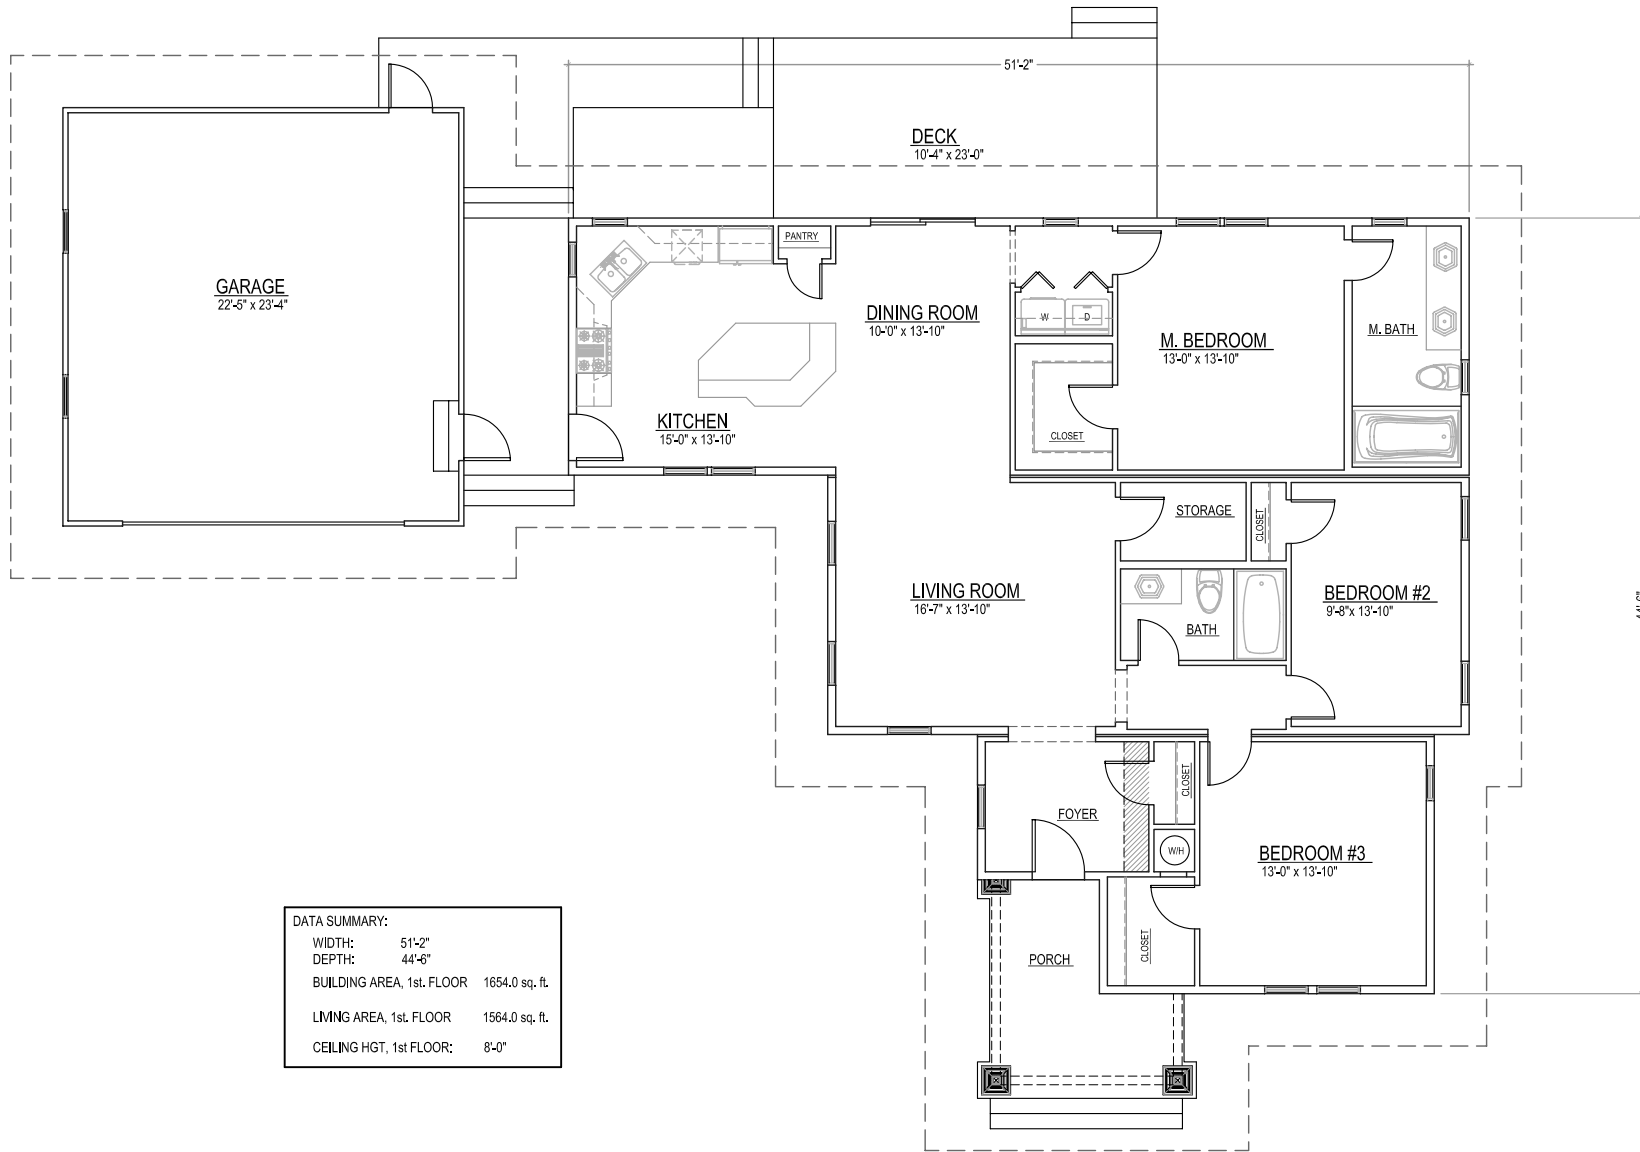 51'-2"
DECK
10'-4" x 23'-0"
PANTRY
GARAGE
22'-5" x 23'-4"
DINING ROOM
10-'0" x 13'-10"
W
D
M. BEDROOM
13'-0" x 13'-10"
M. BATH
KITCHEN
15'-0" x 13'-10"
CLOSET
STORAGE
CLOSET
LIVING ROOM
16'-7" x 13'-10"
BEDROOM #2
9'-8"x 13'-10"
44'-6"
BATH
CLOSET
FOYER
W/H
BEDROOM #3
13'-0" x 13'-10"
CLOSET
PORCH
DATA SUMMARY:
WIDTH: 51'-2"
DEPTH: 44'-6"
BUILDING AREA, 1st. FLOOR 1654.0 sq. ft.
LIVING AREA, 1st. FLOOR 1564.0 sq. ft.
CEILING HGT, 1st FLOOR: 8'-0"